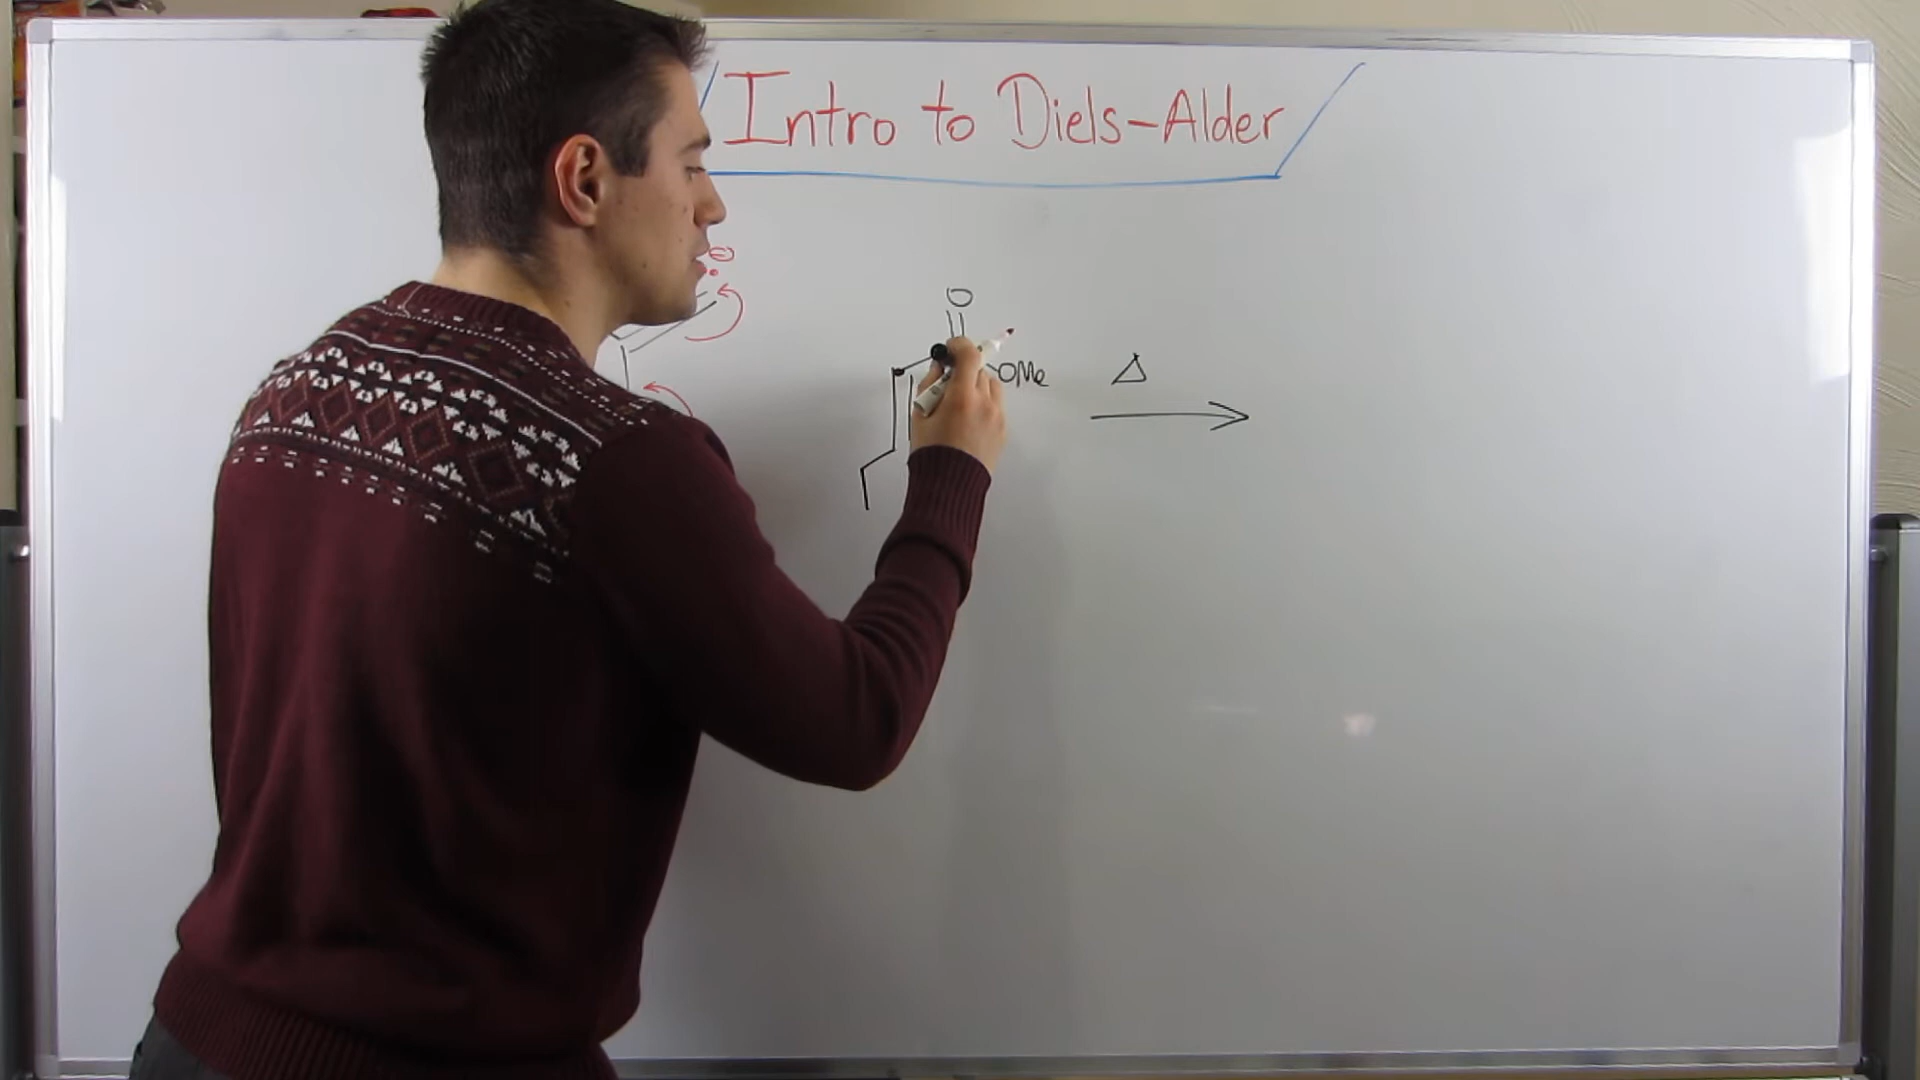 Intro to Diels-Alder
⊖
O
OMe
Δ